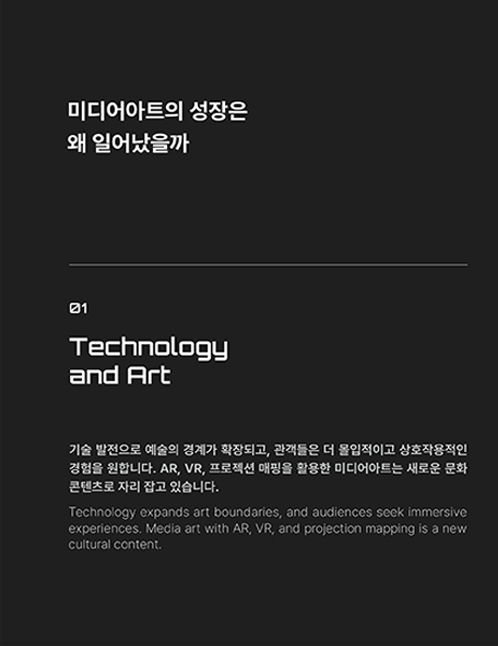 미디어아트의 성장은
왜 일어났을까
01
Technology
and Art
기술 발전으로 예술의 경계가 확장되고, 관객들은 더 몰입적이고 상호작용적인
경험을 원합니다. AR, VR, 프로젝션 매핑을 활용한 미디어아트는 새로운 문화
콘텐츠로 자리 잡고 있습니다.
Technology expands art boundaries, and audiences seek immersive
experiences. Media art with AR, VR, and projection mapping is a new
cultural content.